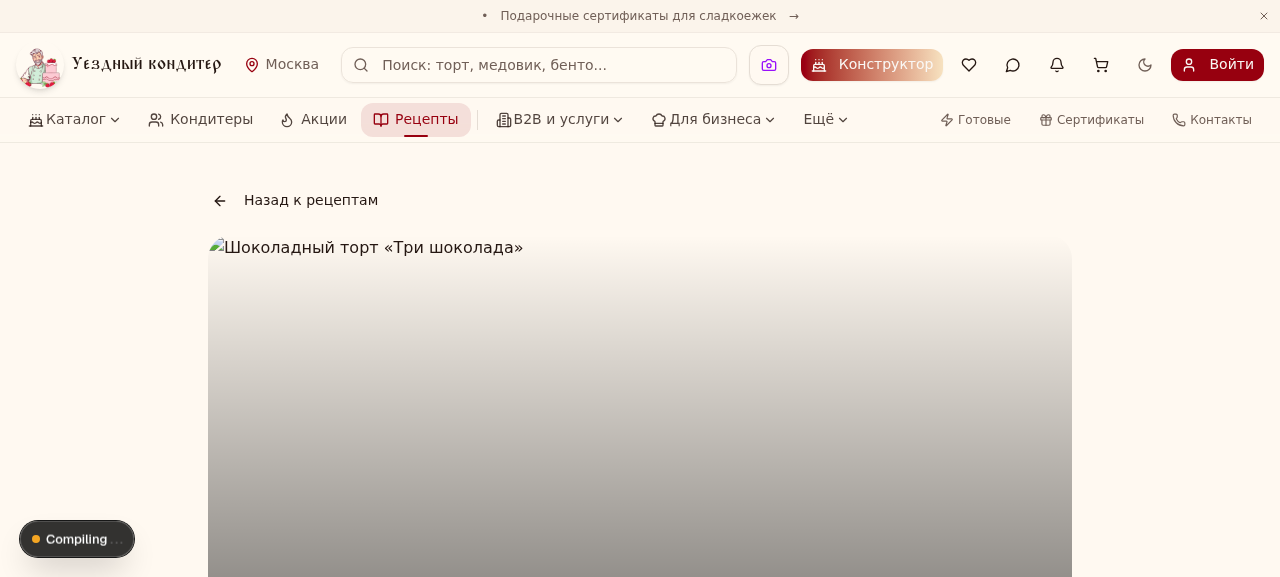 • Подарочные сертификаты для сладкоежек →
Уездный кондитер
Москва
Поиск: торт, медовик, бенто...
Конструктор
Войти
Каталог
Кондитеры
Акции
Рецепты
B2B и услуги
Для бизнеса
Ещё
Готовые
Сертификаты
Контакты
Назад к рецептам
Шоколадный торт «Три шоколада»
Compiling ...